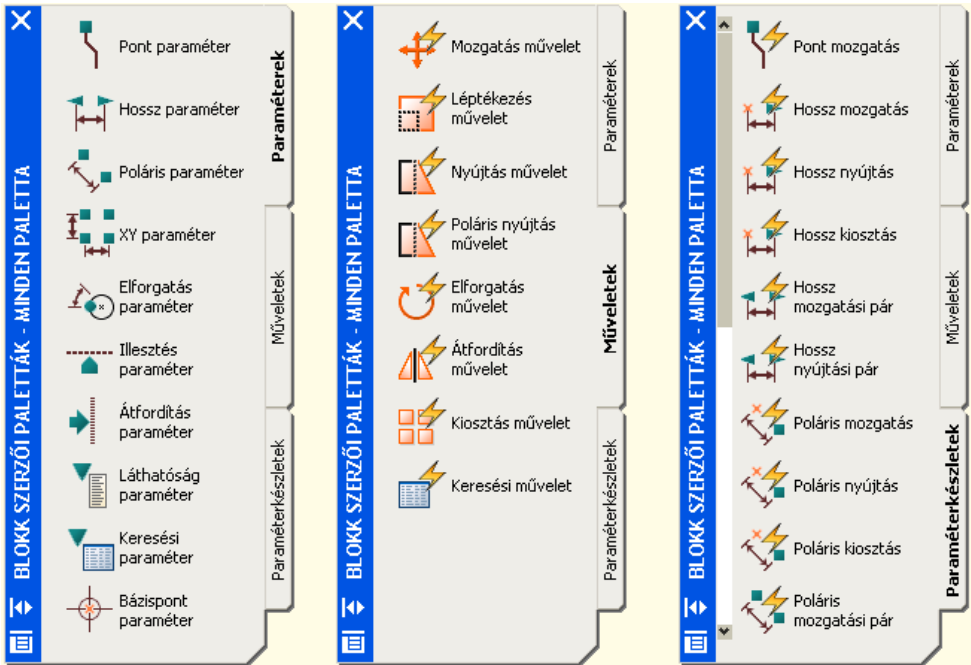 BLOKK SZERZŐI PALETTÁK - MINDEN PALETTA
Pont paraméter
Hossz paraméter
Poláris paraméter
XY paraméter
Elforgatás
paraméter
Illesztés
paraméter
Átfordítás
paraméter
Láthatóság
paraméter
Keresési
paraméter
Bázispont
paraméter
Paraméterek
Műveletek
Paraméterkészletek
BLOKK SZERZŐI PALETTÁK - MINDEN PALETTA
Mozgatás művelet
Léptékezés
művelet
Nyújtás művelet
Poláris nyújtás
művelet
Elforgatás
művelet
Átfordítás
művelet
Kiosztás művelet
Keresési művelet
Paraméterek
Műveletek
Paraméterkészletek
BLOKK SZERZŐI PALETTÁK - MINDEN PALETTA
Pont mozgatás
Hossz mozgatás
Hossz nyújtás
Hossz kiosztás
Hossz
mozgatási pár
Hossz
nyújtási pár
Poláris mozgatás
Poláris nyújtás
Poláris kiosztás
Poláris
mozgatási pár
Paraméterek
Műveletek
Paraméterkészletek